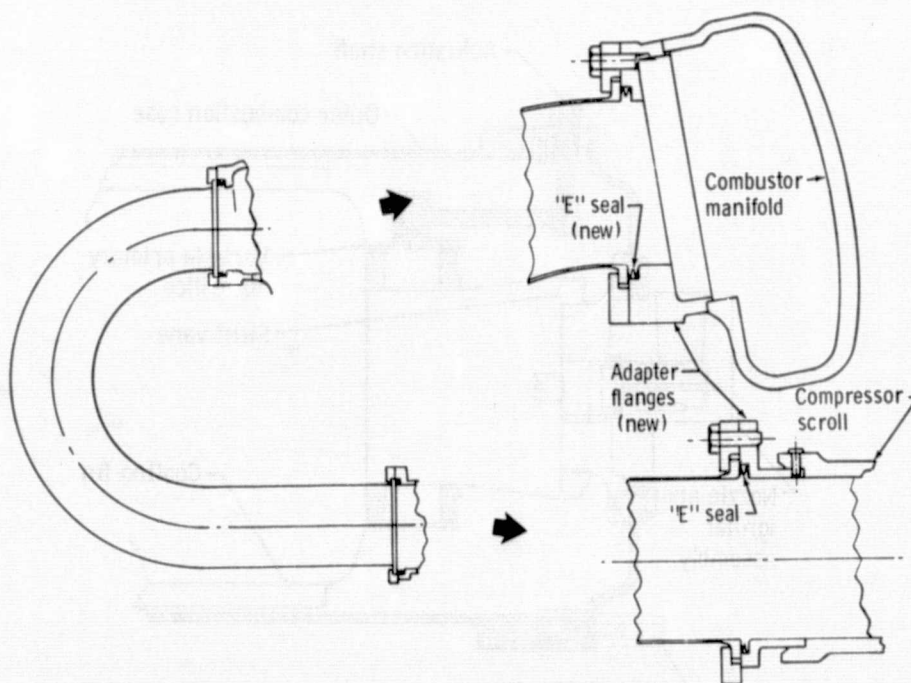 "E" seal
(new)
Combustor
manifold
Adapter
flanges
(new)
Compressor
scroll
"E" seal